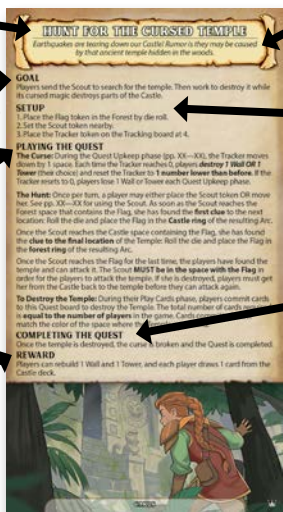 HUNT FOR THE CURSED TEMPLE
Earthquakes are tearing down our Castle! Rumor is they may be caused
by that ancient temple hidden in the woods.
GOAL
Players send the Scout to search for the temple. Then work to destroy it while
its cursed magic destroys parts of the Castle.
SETUP
1. Place the Flag token in the Forest by die roll.
2. Set the Scout token nearby.
3. Place the Tracker token on the Tracking board at 4.
PLAYING THE QUEST
The Curse: During the Quest Upkeep phase (pp. XX—XX), the Tracker moves
down by 1 space. Each time the Tracker reaches 0, players destroy 1 Wall OR 1
Tower (their choice) and reset the Tracker to 1 number lower than before. If the
Tracker resets to 0, players lose 1 Wall or Tower each Quest Upkeep phase.
The Hunt: Once per turn, a player may either place the Scout token OR move
her. See pp. XX—XX for using the Scout. As soon as the Scout reaches the
Forest space that contains the Flag, she has found the first clue to the next
location: Roll the die and place the Flag in the Castle ring of the resulting Arc.
Once the Scout reaches the Castle space containing the Flag, she has found
the clue to the final location of the Temple: Roll the die and place the Flag in
the forest ring of the resulting Arc.
Once the Scout reaches the Flag for the last time, the players have found the
temple and can attack it. The Scout MUST be in the space with the Flag in
order for the players to attack the temple. If she is destroyed, players must get
her from the Castle back to the temple before they can attack again.
To Destroy the Temple: During their Play Cards phase, players commit cards
to this Quest board to destroy the Temple. The total number of cards
is equal to the number of players in the game. Cards
match the color of the space where the
COMPLETING THE QUEST
Once the temple is destroyed, the curse is broken and the Quest is completed.
REWARD
Players can rebuild 1 Wall and 1 Tower, and each player draws 1 card from the
Castle deck.